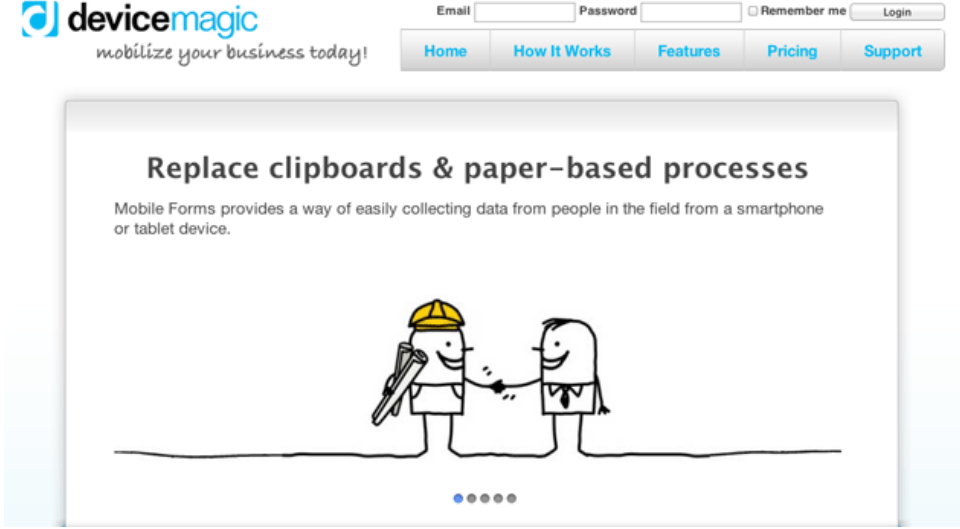 devicemagic
mobilize your business today!
Email Password Remember me Login
Home How It Works Features Pricing Support
Replace clipboards & paper-based processes
Mobile Forms provides a way of easily collecting data from people in the field from a smartphone
or tablet device.